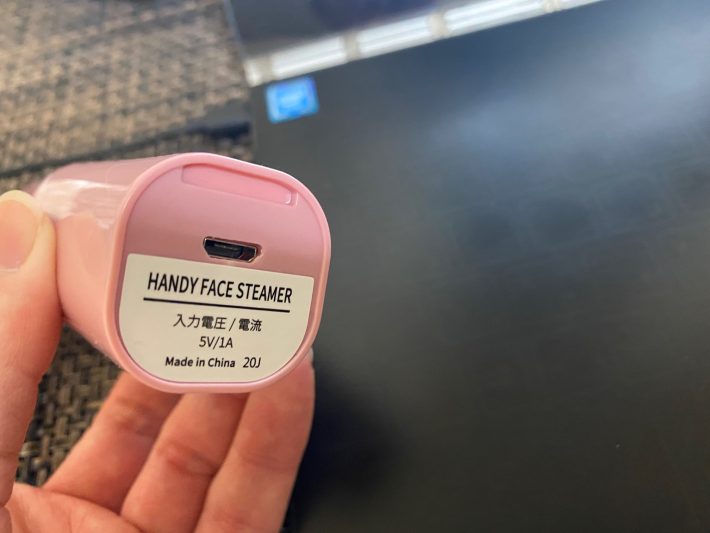 HANDY FACE STEAMER
入力電圧 / 電流
5V/1A
Made in China 20J